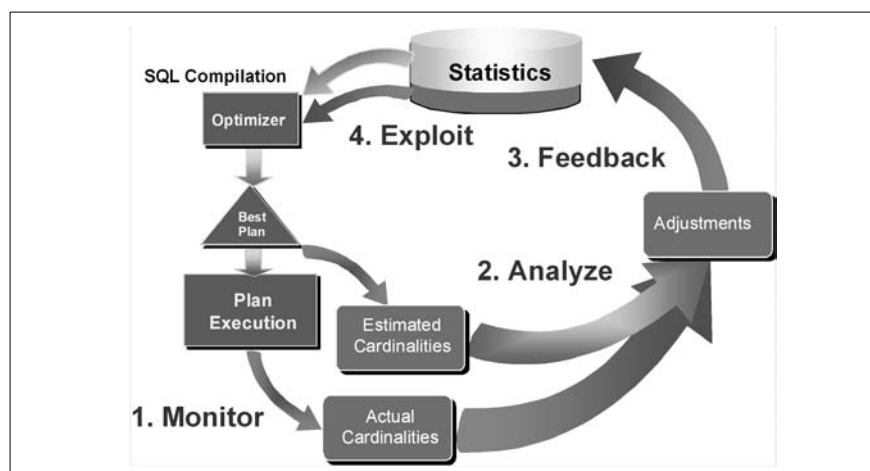 Statistics
SQL Compilation
Optimizer
4. Exploit
3. Feedback
Best
Plan
Adjustments
2. Analyze
Plan
Execution
Estimated
Cardinalities
1. Monitor
Actual
Cardinalities